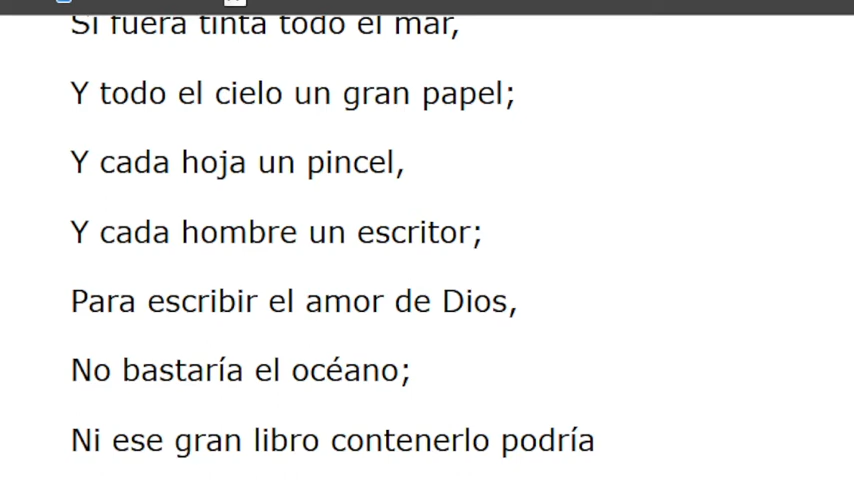 Si fuera tinta todo el mar,
Y todo el cielo un gran papel;
Y cada hoja un pincel,
Y cada hombre un escritor;
Para escribir el amor de Dios,
No bastaría el océano;
Ni ese gran libro contenerlo podría